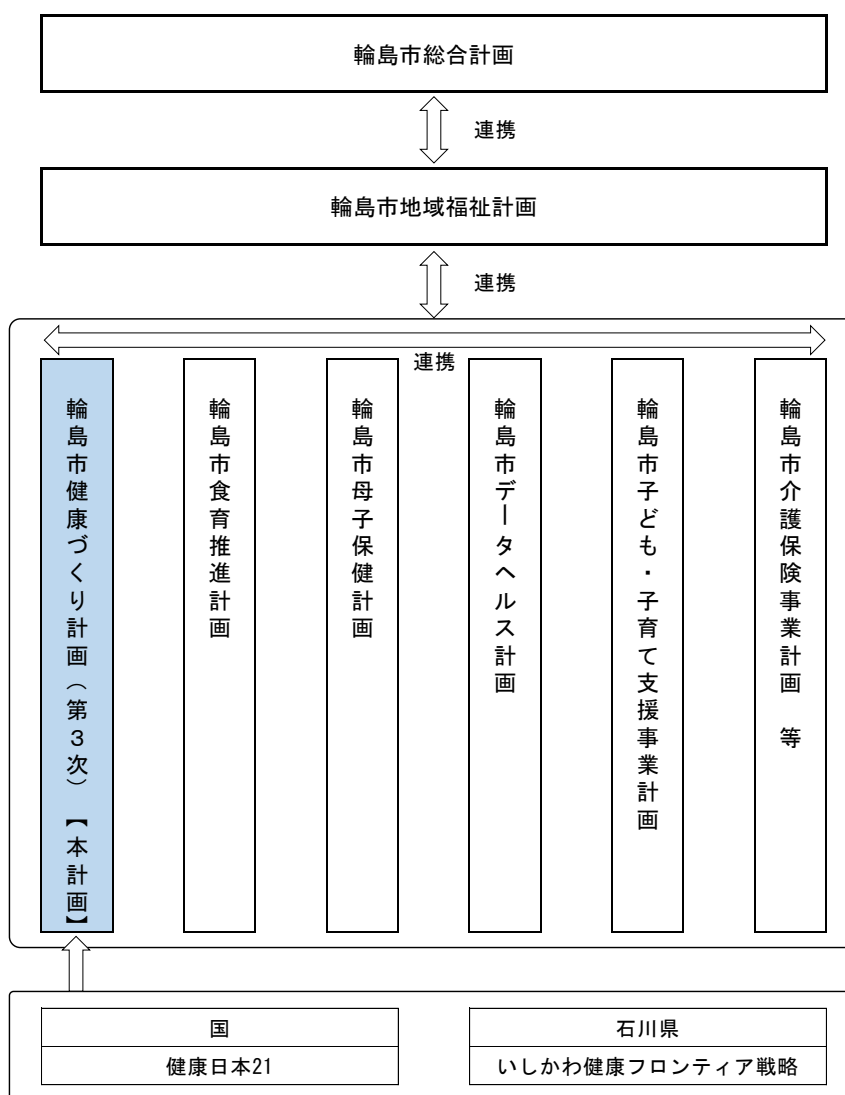 輪島市総合計画
連携
輪島市地域福祉計画
連携
連携
輪島市健康づくり計画（第３次）　【本計画】
輪島市食育推進計画
輪島市母子保健計画
輪島市データヘルス計画
輪島市子ども・子育て支援事業計画
輪島市介護保険事業計画　等
国
健康日本21
石川県
いしかわ健康フロンティア戦略